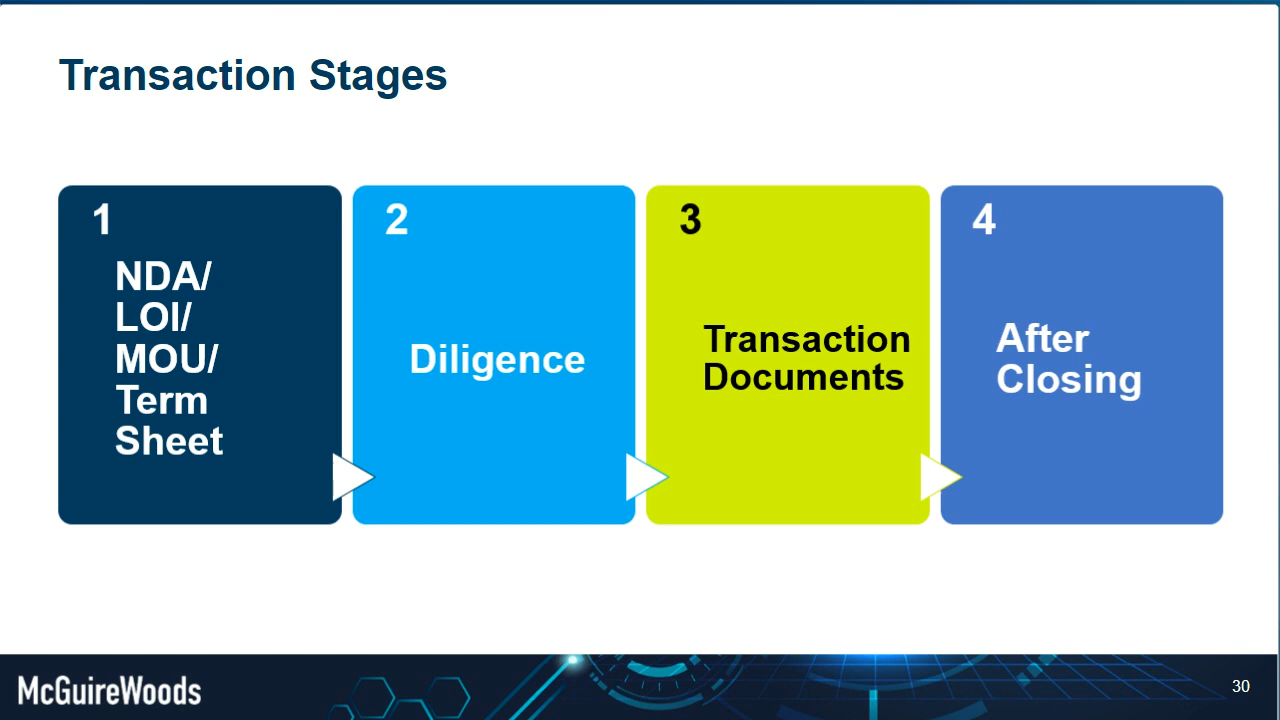 Transaction Stages
1
NDA/
LOI/
MOU/
Term
Sheet
2
Diligence
3
Transaction
Documents
4
After
Closing
McGuireWoods
30